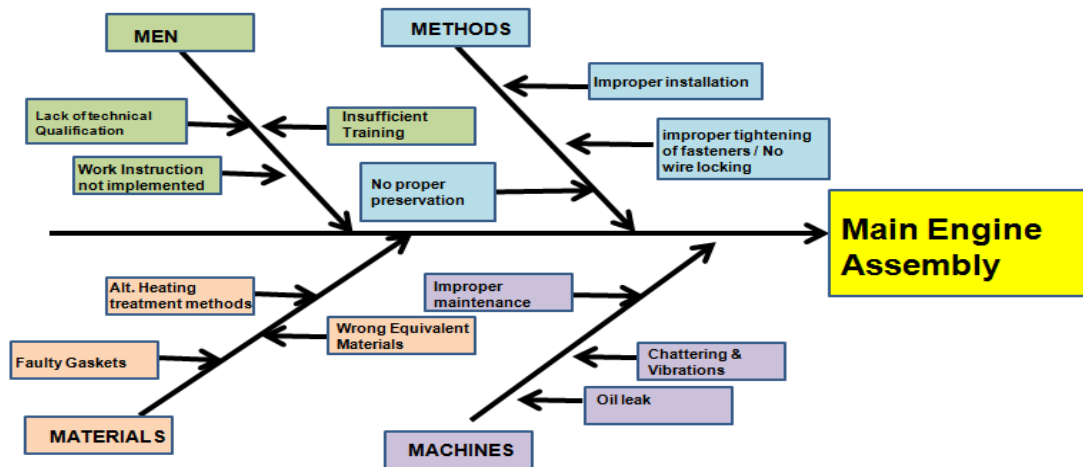 MEN
METHODS
Improper installation
Lack of technical
Qualification
Insufficient
Training
improper tightening
of fasteners / No
wire locking
Work Instruction
not implemented
No proper
preservation
Main Engine
Assembly
Alt. Heating
treatment methods
Improper
maintenance
Wrong Equivalent
Materials
Faulty Gaskets
Chattering &
Vibrations
Oil leak
MATERIALS
MACHINES